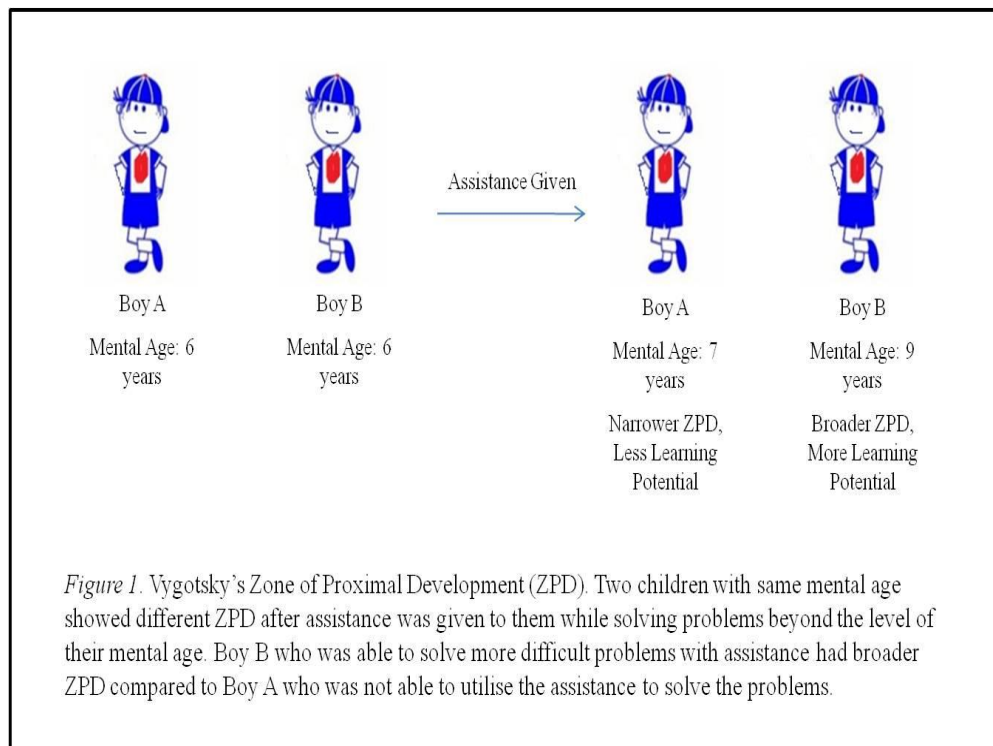 Assistance Given
Boy A
Mental Age: 6
years
Boy B
Mental Age: 6
years
Boy A
Mental Age: 7
years
Narrower ZPD,
Less Learning
Potential
Boy B
Mental Age: 9
years
Broader ZPD,
More Learning
Potential
Figure 1. Vygotsky’s Zone of Proximal Development (ZPD). Two children with same mental age
showed different ZPD after assistance was given to them while solving problems beyond the level of
their mental age. Boy B who was able to solve more difficult problems with assistance had broader
ZPD compared to Boy A who was not able to utilise the assistance to solve the problems.